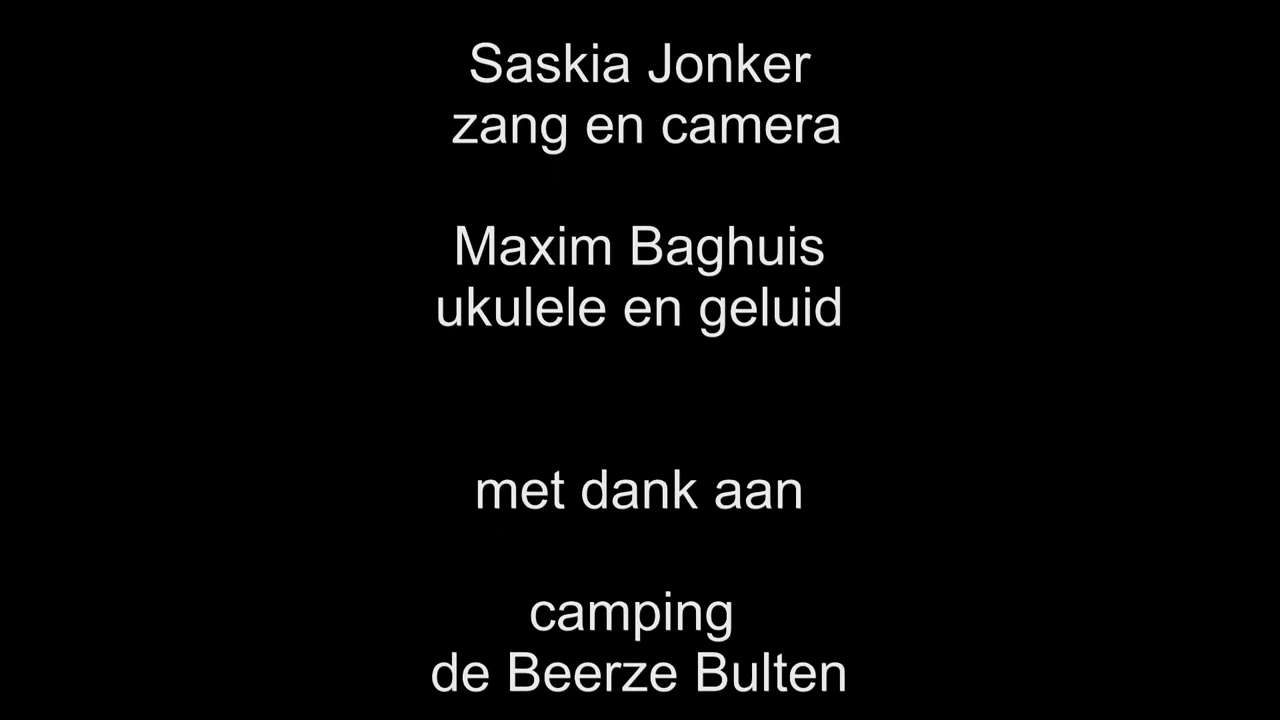 Saskia Jonker
zang en camera
Maxim Baghuis
ukulele en geluid
met dank aan
camping
de Beerze Bulten